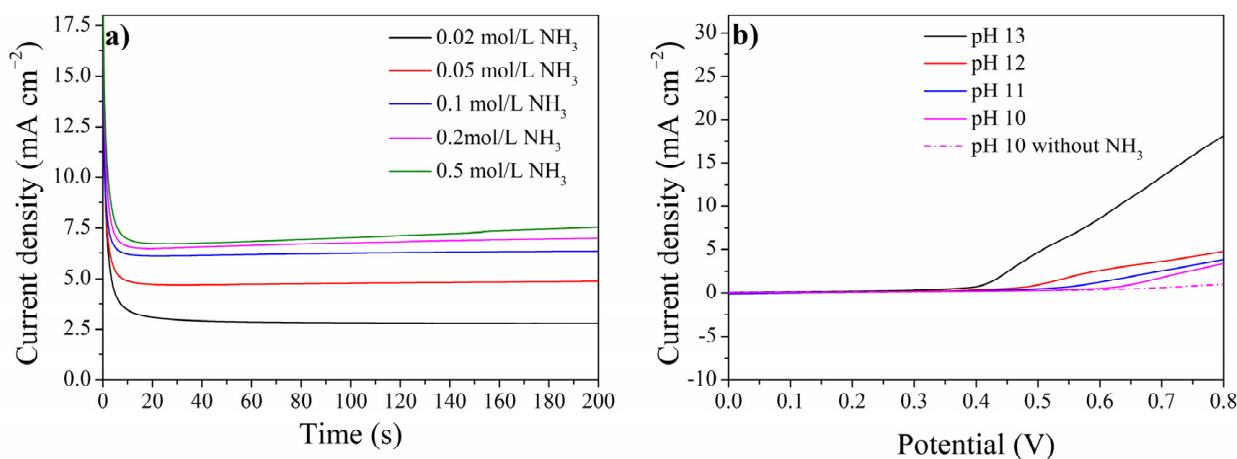 a)
Current density (mA cm⁻²)
17.5
15.0
12.5
10.0
7.5
5.0
2.5
0.0
0.02 mol/L NH₃
0.05 mol/L NH₃
0.1 mol/L NH₃
0.2mol/L NH₃
0.5 mol/L NH₃
0 20 40 60 80 100 120 140 160 180 200
Time (s)
b)
Current density (mA cm⁻²)
30
25
20
15
10
5
0
-5
-10
pH 13
pH 12
pH 11
pH 10
pH 10 without NH₃
0.0 0.1 0.2 0.3 0.4 0.5 0.6 0.7 0.8
Potential (V)